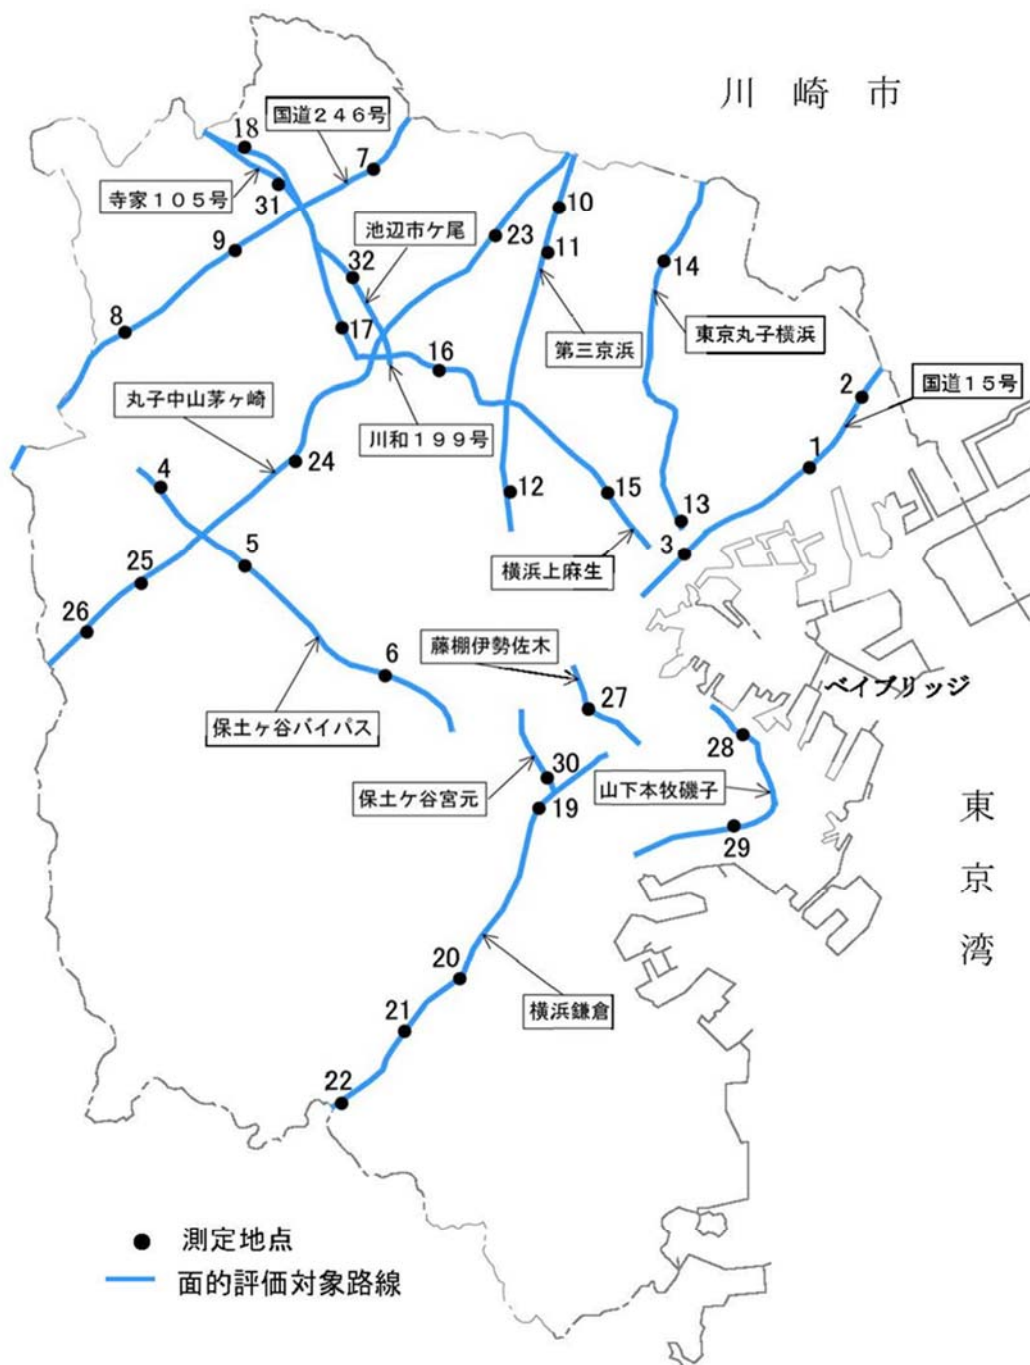 川崎市
国道２４６号
18
7
寺家１０５号
31
10
池辺市ケ尾
23
9
11
32
14
8
17
第三京浜
東京丸子横浜
16
2
国道15号
丸子中山茅ヶ崎
川和１９９号
1
24
4
12
15
13
5
3
横浜上麻生
25
26
藤棚伊勢佐木
6
ベイブリッジ
27
保土ヶ谷バイパス
28
30
保土ケ谷宮元
山下本牧磯子
19
東京湾
29
20
横浜鎌倉
21
22
測定地点
面的評価対象路線